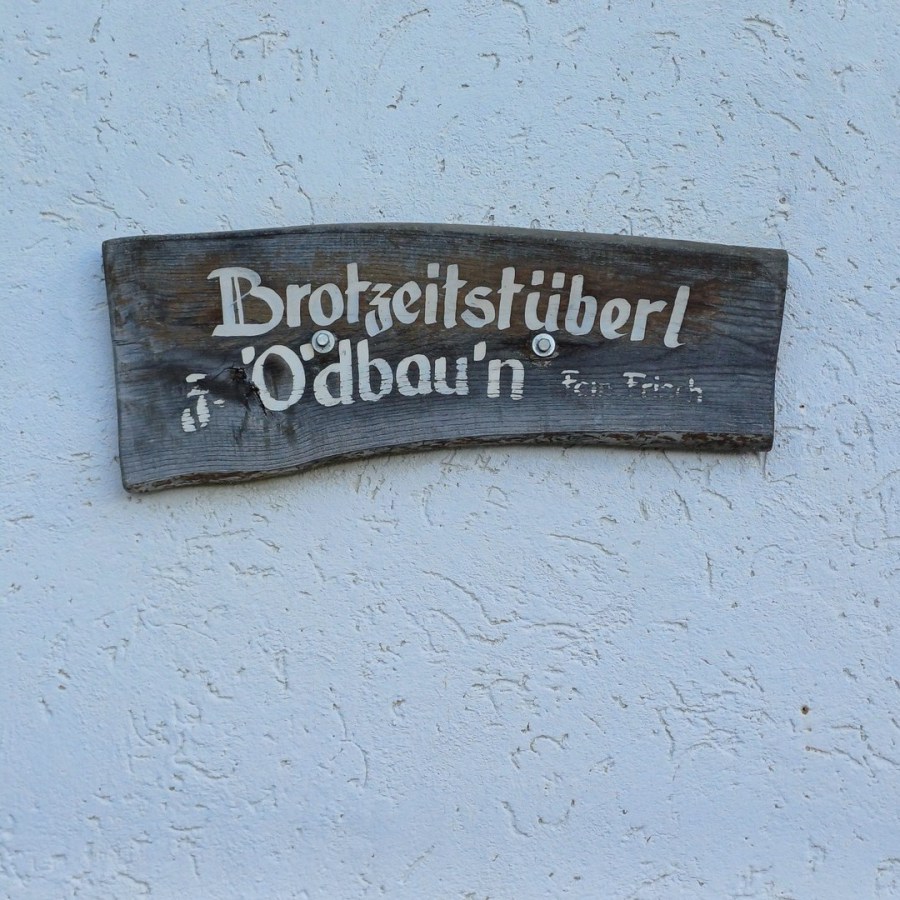 Brotzeitstüberl
Ödbau'n
Fam. Frisch